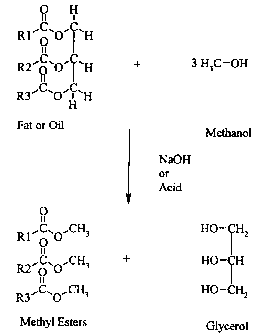 O
R1 C O C H H
O
R2 C O C H
O
R3 C O C H H
+ 3 H₃C-OH
Fat or Oil
Methanol
NaOH
or
Acid
O
R1 C O CH₃
O
R2 C O CH₃
O
R3 C O CH₃
+
HO-CH₂
HO-CH
HO-CH₂
Methyl Esters
Glycerol